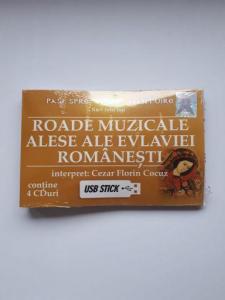 ROADE MUZICALE
ALESE ALE EVLAVIEI
ROMÂNEȘTI
interpret: Cezar Florin Cocuz
conține
4 CDuri
USB STICK